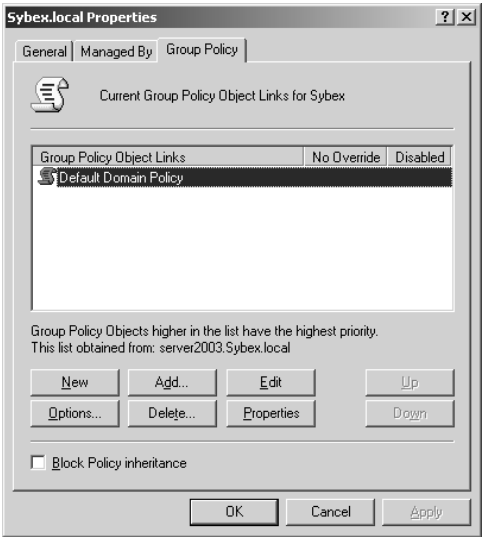 Sybex.local Properties
General Managed By Group Policy
Current Group Policy Object Links for Sybex
Group Policy Object Links No Override Disabled
Default Domain Policy
Group Policy Objects higher in the list have the highest priority.
This list obtained from: server2003.Sybex.local
New Add... Edit Up
Options... Delete... Properties Down
Block Policy inheritance
OK Cancel Apply